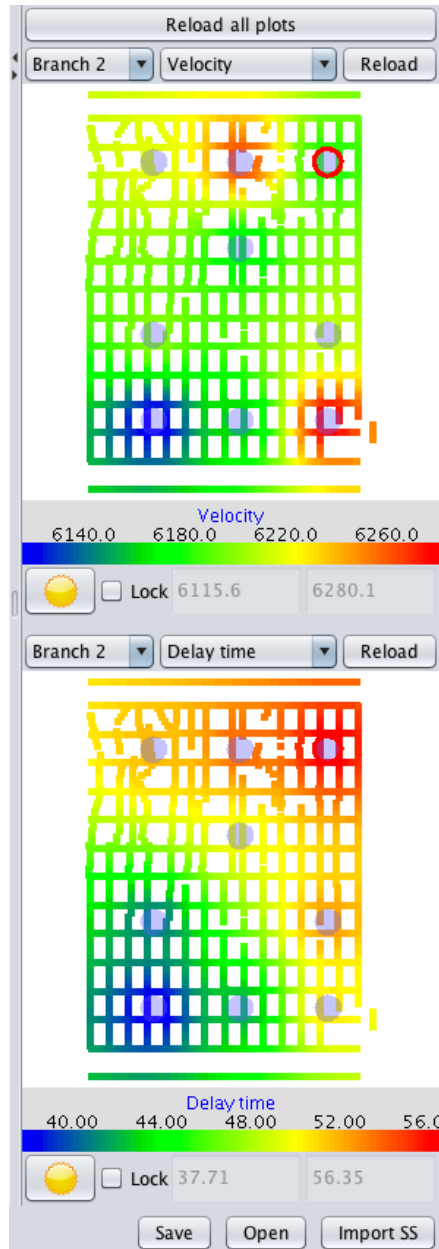 Reload all plots
Branch 2 Velocity Reload
Velocity
6140.0 6180.0 6220.0 6260.0
Lock 6115.6 6280.1
Branch 2 Delay time Reload
Delay time
40.00 44.00 48.00 52.00 56.0
Lock 37.71 56.35
Save Open Import SS